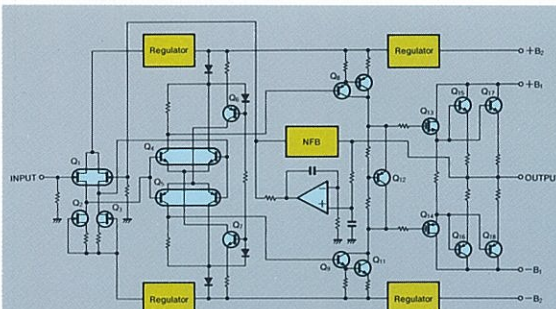 Regulator
Regulator
+B₂
+B₁
Q₈
Q₆
Q₁₅
Q₁₇
Q₁₃
Q₄
NFB
Q₁
Q₅
INPUT
Q₁₂
OUTPUT
Q₂
Q₃
+
Q₁₄
Q₇
Q₁₆
Q₁₈
Q₉
Q₁₁
−B₁
Regulator
Regulator
−B₂